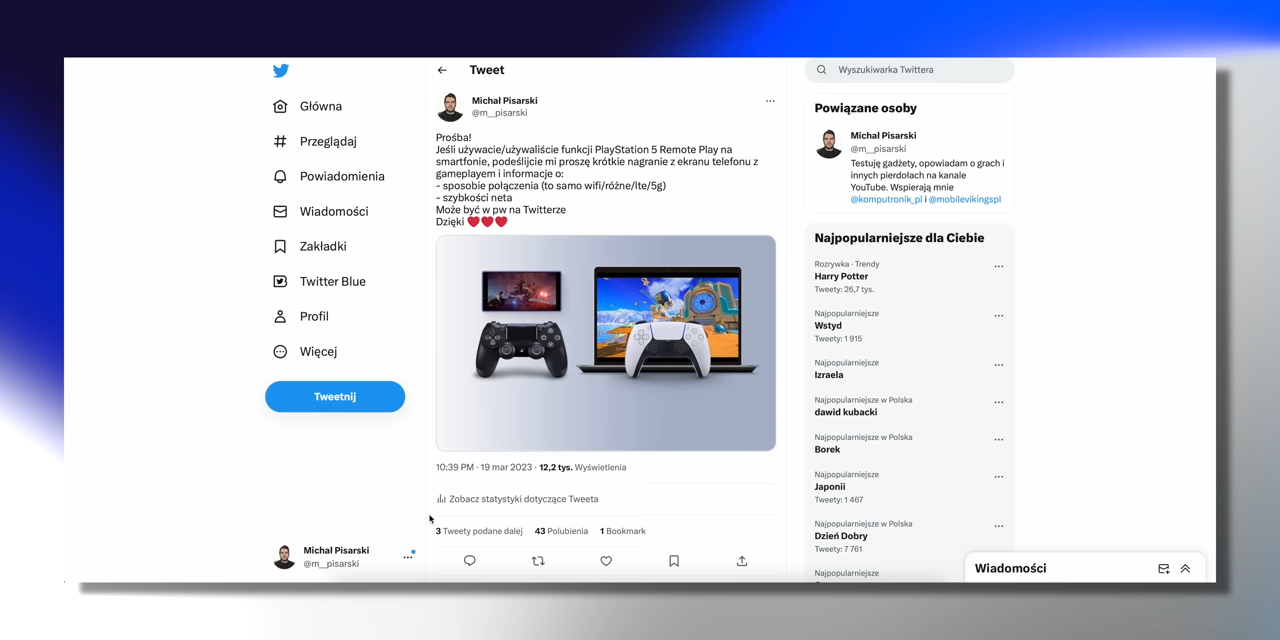 Główna
Przeglądaj
Powiadomienia
Wiadomości
Zakładki
Twitter Blue
Profil
Więcej
Tweetnij
Michał Pisarski
@m__pisarski
Tweet
Michał Pisarski
@m__pisarski
Prośba!
Jeśli używacie/używaliście funkcji PlayStation 5 Remote Play na
smartfonie, podeślijcie mi proszę krótkie nagranie z ekranu telefonu z
gameplayem i informacje o:
- sposobie połączenia (to samo wifi/różne/lte/5g)
- szybkości neta
Może być w pw na Twitterze
Dzięki ❤️❤️❤️
10:39 PM · 19 mar 2023 · 12,2 tys. Wyświetlenia
Zobacz statystyki dotyczące Tweeta
3 Tweety podane dalej 43 Polubienia 1 Bookmark
Wyszukiwarka Twittera
Powiązane osoby
Michał Pisarski
@m__pisarski
Testuję gadżety, opowiadam o grach i
innych pierdołach na kanale
YouTube. Wspierają mnie
@komputronik_pl i @mobilevikingspl
Najpopularniejsze dla Ciebie
Rozrywka · Trendy
Harry Potter
Tweety: 26,7 tys.
Najpopularniejsze
Wstyd
Tweety: 1 915
Najpopularniejsze
Izraela
Najpopularniejsze w Polska
dawid kubacki
Najpopularniejsze w Polska
Borek
Najpopularniejsze
Japonii
Tweety: 1 467
Najpopularniejsze w Polska
Dzień Dobry
Tweety: 7 761
Najpopularniejsze
Wiadomości